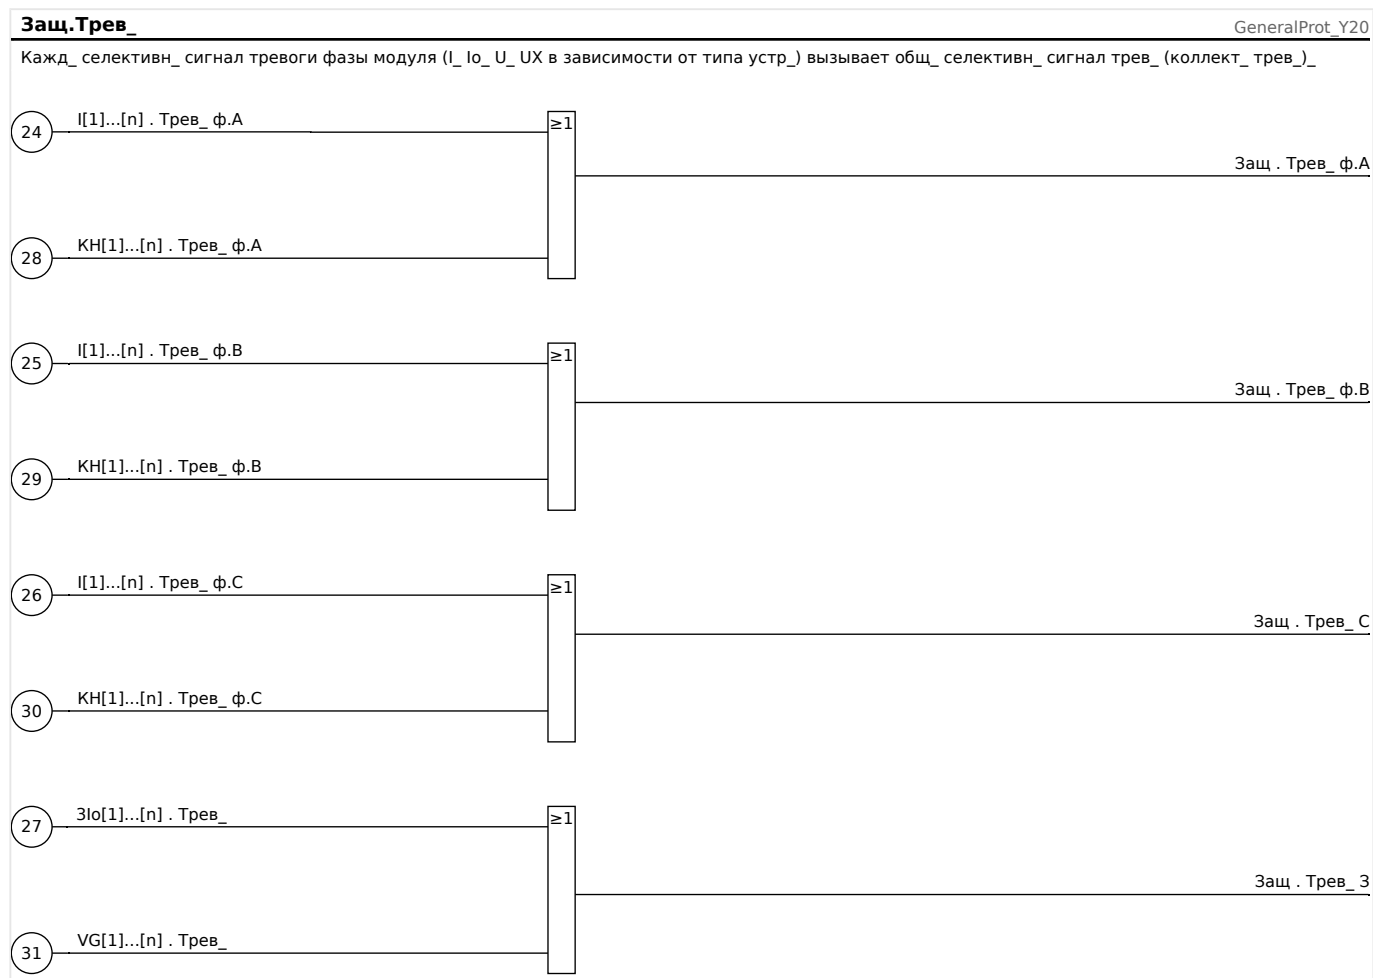 Защ.Трев_
GeneralProt_Y20
Кажд_ селективн_ сигнал тревоги фазы модуля (I_ Io_ U_ UX в зависимости от типа устр_) вызывает общ_ селективн_ сигнал трев_ (коллект_ трев_)_
24
I[1]...[n] . Трев_ ф.A
≥1
Защ . Трев_ ф.A
28
КН[1]...[n] . Трев_ ф.A
25
I[1]...[n] . Трев_ ф.B
≥1
Защ . Трев_ ф.B
29
КН[1]...[n] . Трев_ ф.B
26
I[1]...[n] . Трев_ ф.C
≥1
Защ . Трев_ C
30
КН[1]...[n] . Трев_ ф.C
27
3Io[1]...[n] . Трев_
≥1
Защ . Трев_ З
31
VG[1]...[n] . Трев_